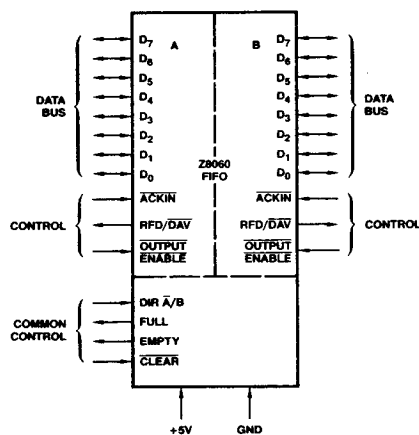 A B
D7 D7
D6 D6
D5 D5
D4 D4
D3 D3
D2 D2
D1 D1
D0 D0
DATA
BUS
DATA
BUS
Z8060
FIFO
ACKIN ACKIN
RFD/DAV RFD/DAV
OUTPUT OUTPUT
ENABLE ENABLE
CONTROL CONTROL
DIR A/B
FULL
EMPTY
CLEAR
COMMON
CONTROL
+5V GND